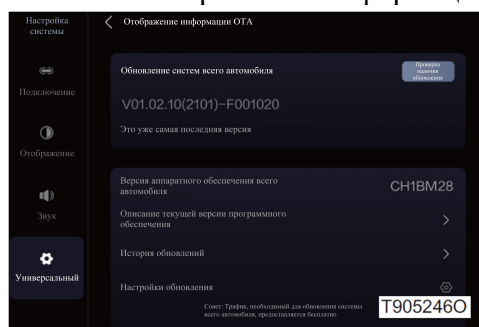 Настройка
системы
Отображение информации OTA
Подключение
Отображение
Звук
Универсальный
Обновление систем всего автомобиля
Проверка
наличия
обновления
V01.02.10(2101)-F001020
Это уже самая последняя версия
Версия аппаратного обеспечения всего
автомобиля
CH1BM28
Описание текущей версии программного
обеспечения
История обновлений
Настройки обновления
Совет: Трафик, необходимый для обновления системы
всего автомобиля, предоставляется бесплатно
T905246O